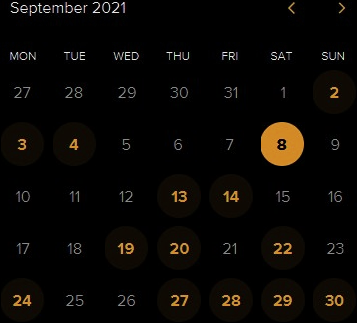 September 2021
MON TUE WED THU FRI SAT SUN
27 28 29 30 31 1 2
3 4 5 6 7 8 9
10 11 12 13 14 15 16
17 18 19 20 21 22 23
24 25 26 27 28 29 30